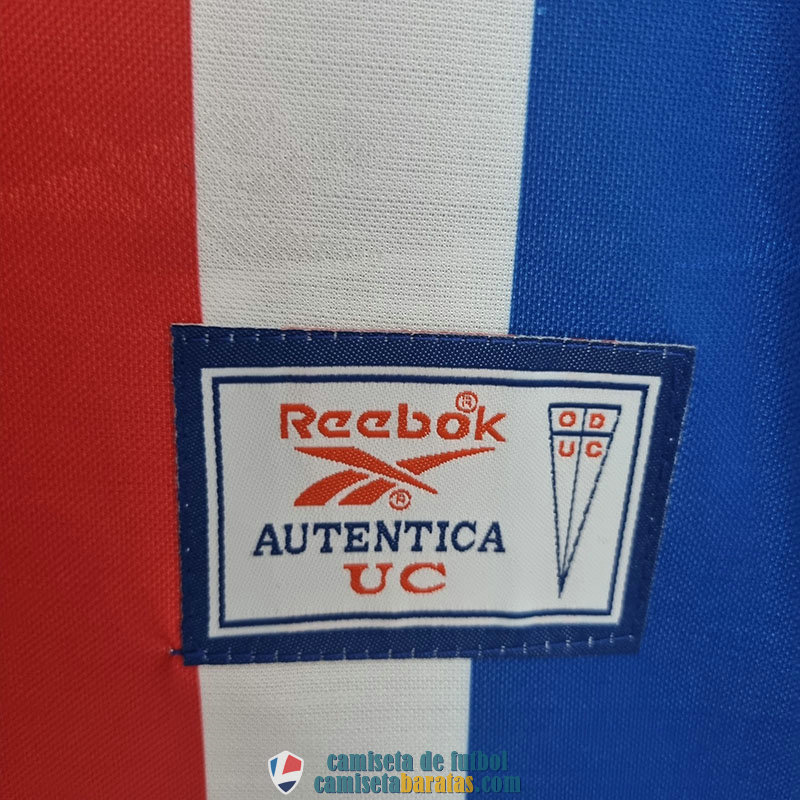 Reebok
AUTENTICA
UC
O D
U C
camiseta de futbol
camisetabaratas.com